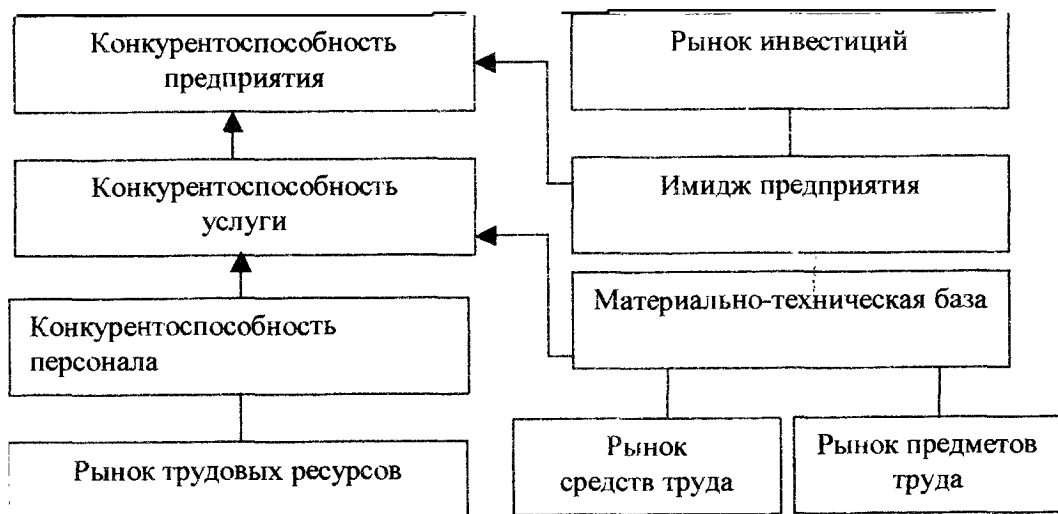 Конкурентоспособность
предприятия
Рынок инвестиций
Конкурентоспособность
услуги
Имидж предприятия
Конкурентоспособность
персонала
Материально-техническая база
Рынок трудовых ресурсов
Рынок
средств труда
Рынок предметов
труда